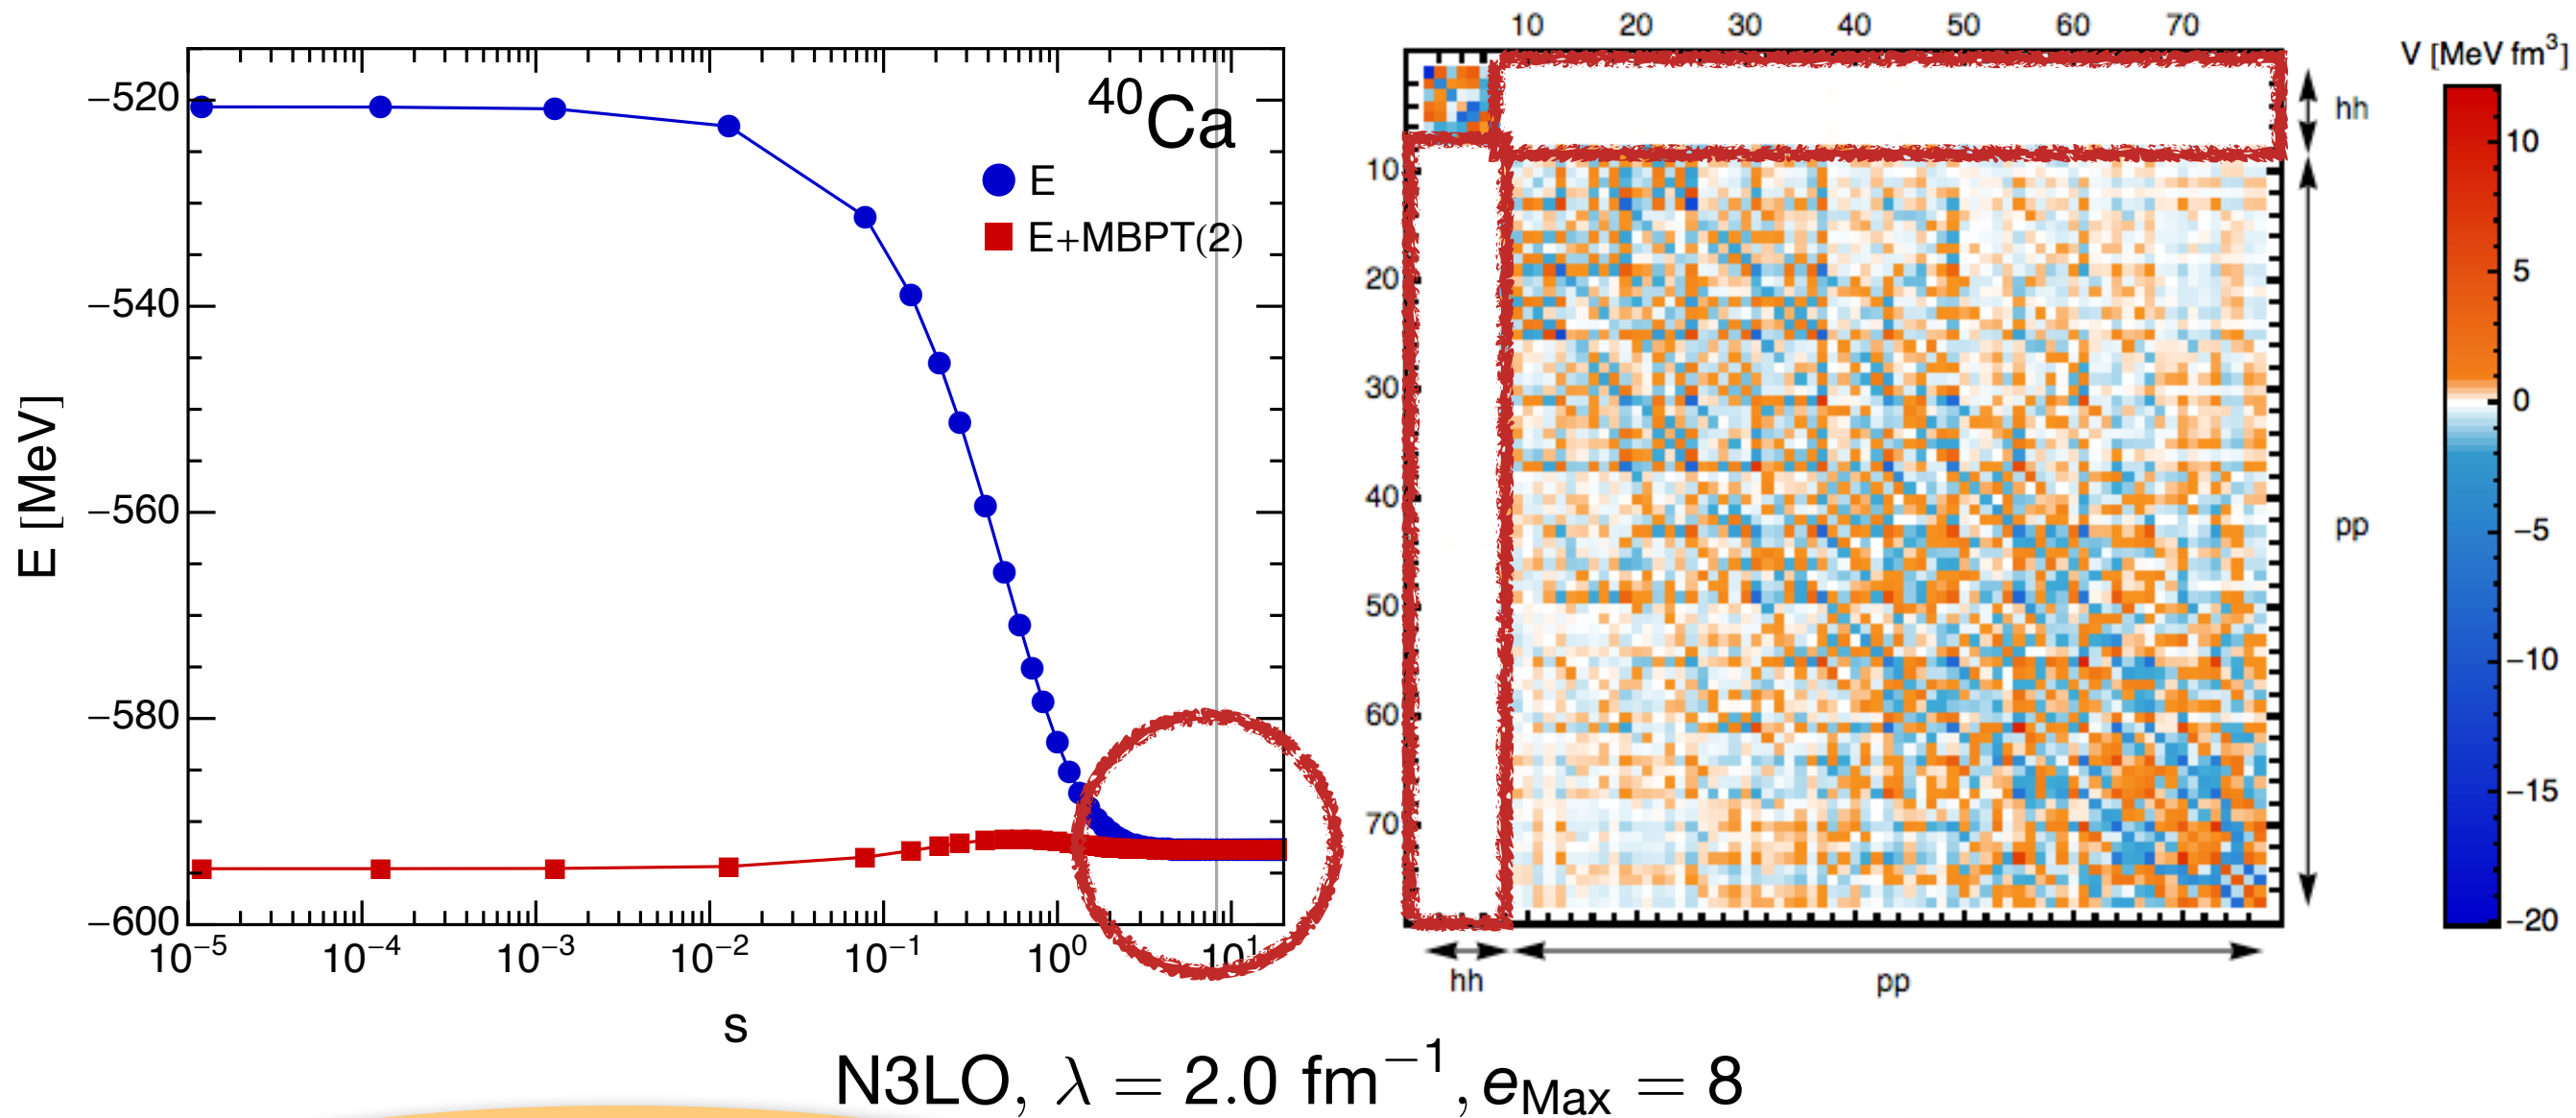 10 20 30 40 50 60 70
V [MeV fm³]
⁴⁰Ca
E
E+MBPT(2)
−520
−540
−560
−580
−600
E [MeV]
10⁻⁵ 10⁻⁴ 10⁻³ 10⁻² 10⁻¹ 10⁰ 10¹
s
10
20
30
40
50
60
70
hh
pp
hh pp
10
5
0
−5
−10
−15
−20
N3LO, λ = 2.0 fm⁻¹, eMax = 8